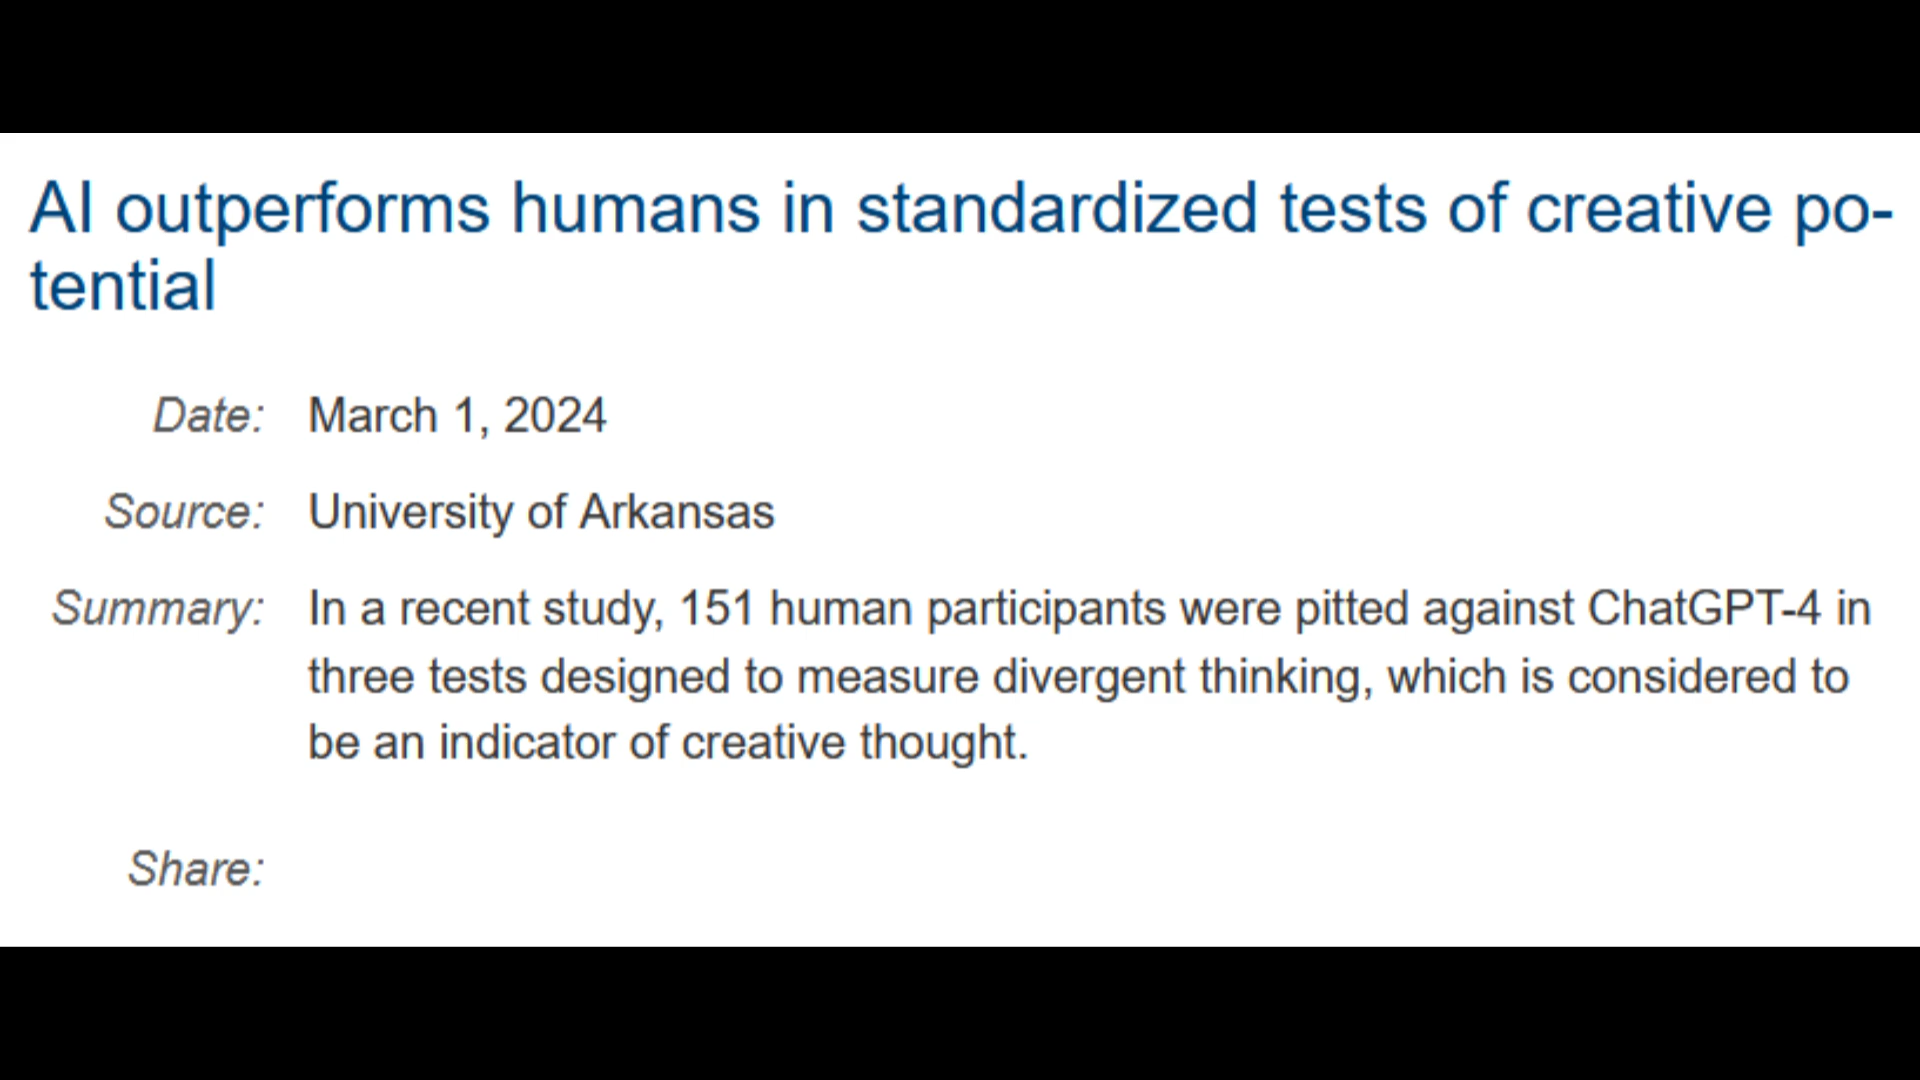 AI outperforms humans in standardized tests of creative po-
tential
Date: March 1, 2024
Source: University of Arkansas
Summary: In a recent study, 151 human participants were pitted against ChatGPT-4 in
three tests designed to measure divergent thinking, which is considered to
be an indicator of creative thought.
Share: